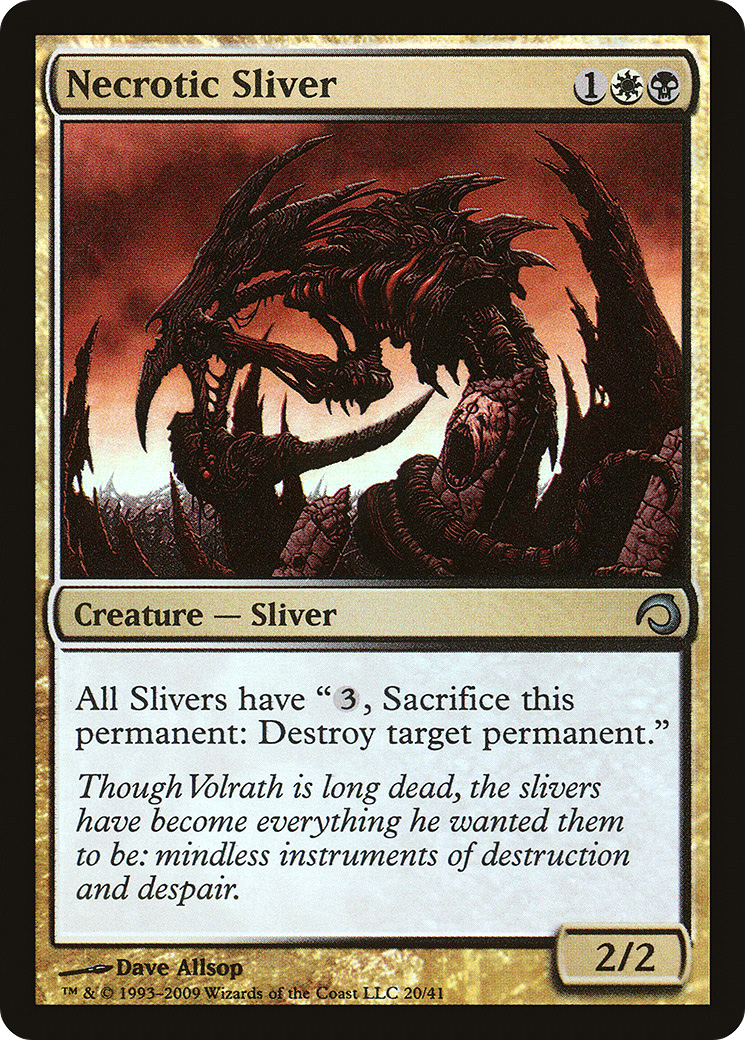 Necrotic Sliver 1
Creature — Sliver
All Slivers have “3, Sacrifice this
permanent: Destroy target permanent.”
Though Volrath is long dead, the slivers
have become everything he wanted them
to be: mindless instruments of destruction
and despair.
2/2
Dave Allsop
™ & © 1993–2009 Wizards of the Coast LLC 20/41